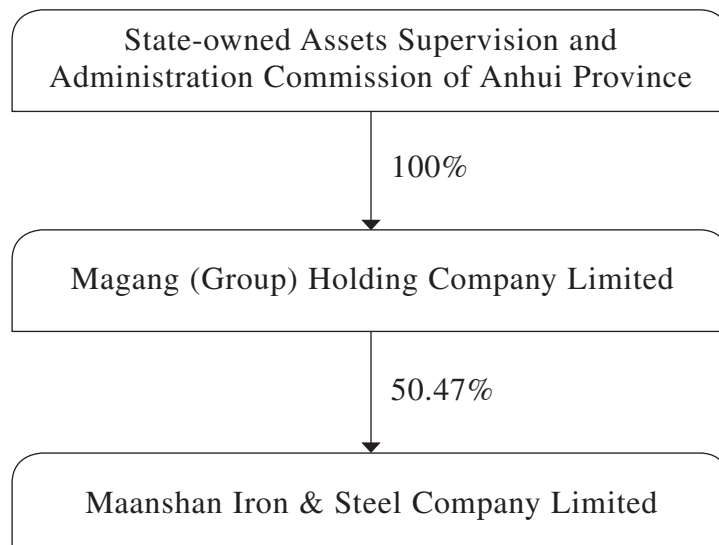 State-owned Assets Supervision and
Administration Commission of Anhui Province
100%
Magang (Group) Holding Company Limited
50.47%
Maanshan Iron & Steel Company Limited